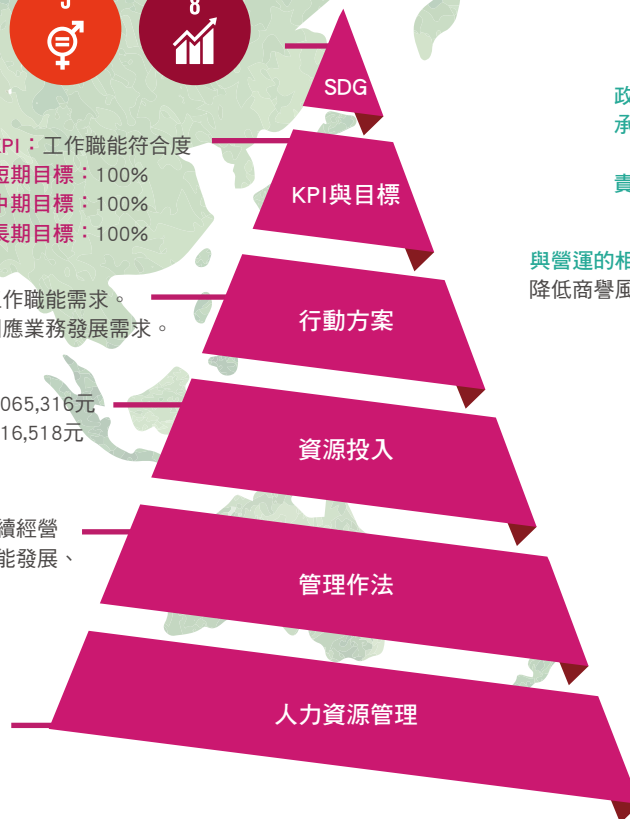 5
8
SDG
KPI：工作職能符合度
短期目標：100%
中期目標：100%
長期目標：100%
KPI與目標
工作職能需求。
因應業務發展需求。
行動方案
065,316元
16,518元
資源投入
續經營
能發展、
管理作法
人力資源管理
政
承
責
與營運的相
降低商譽風